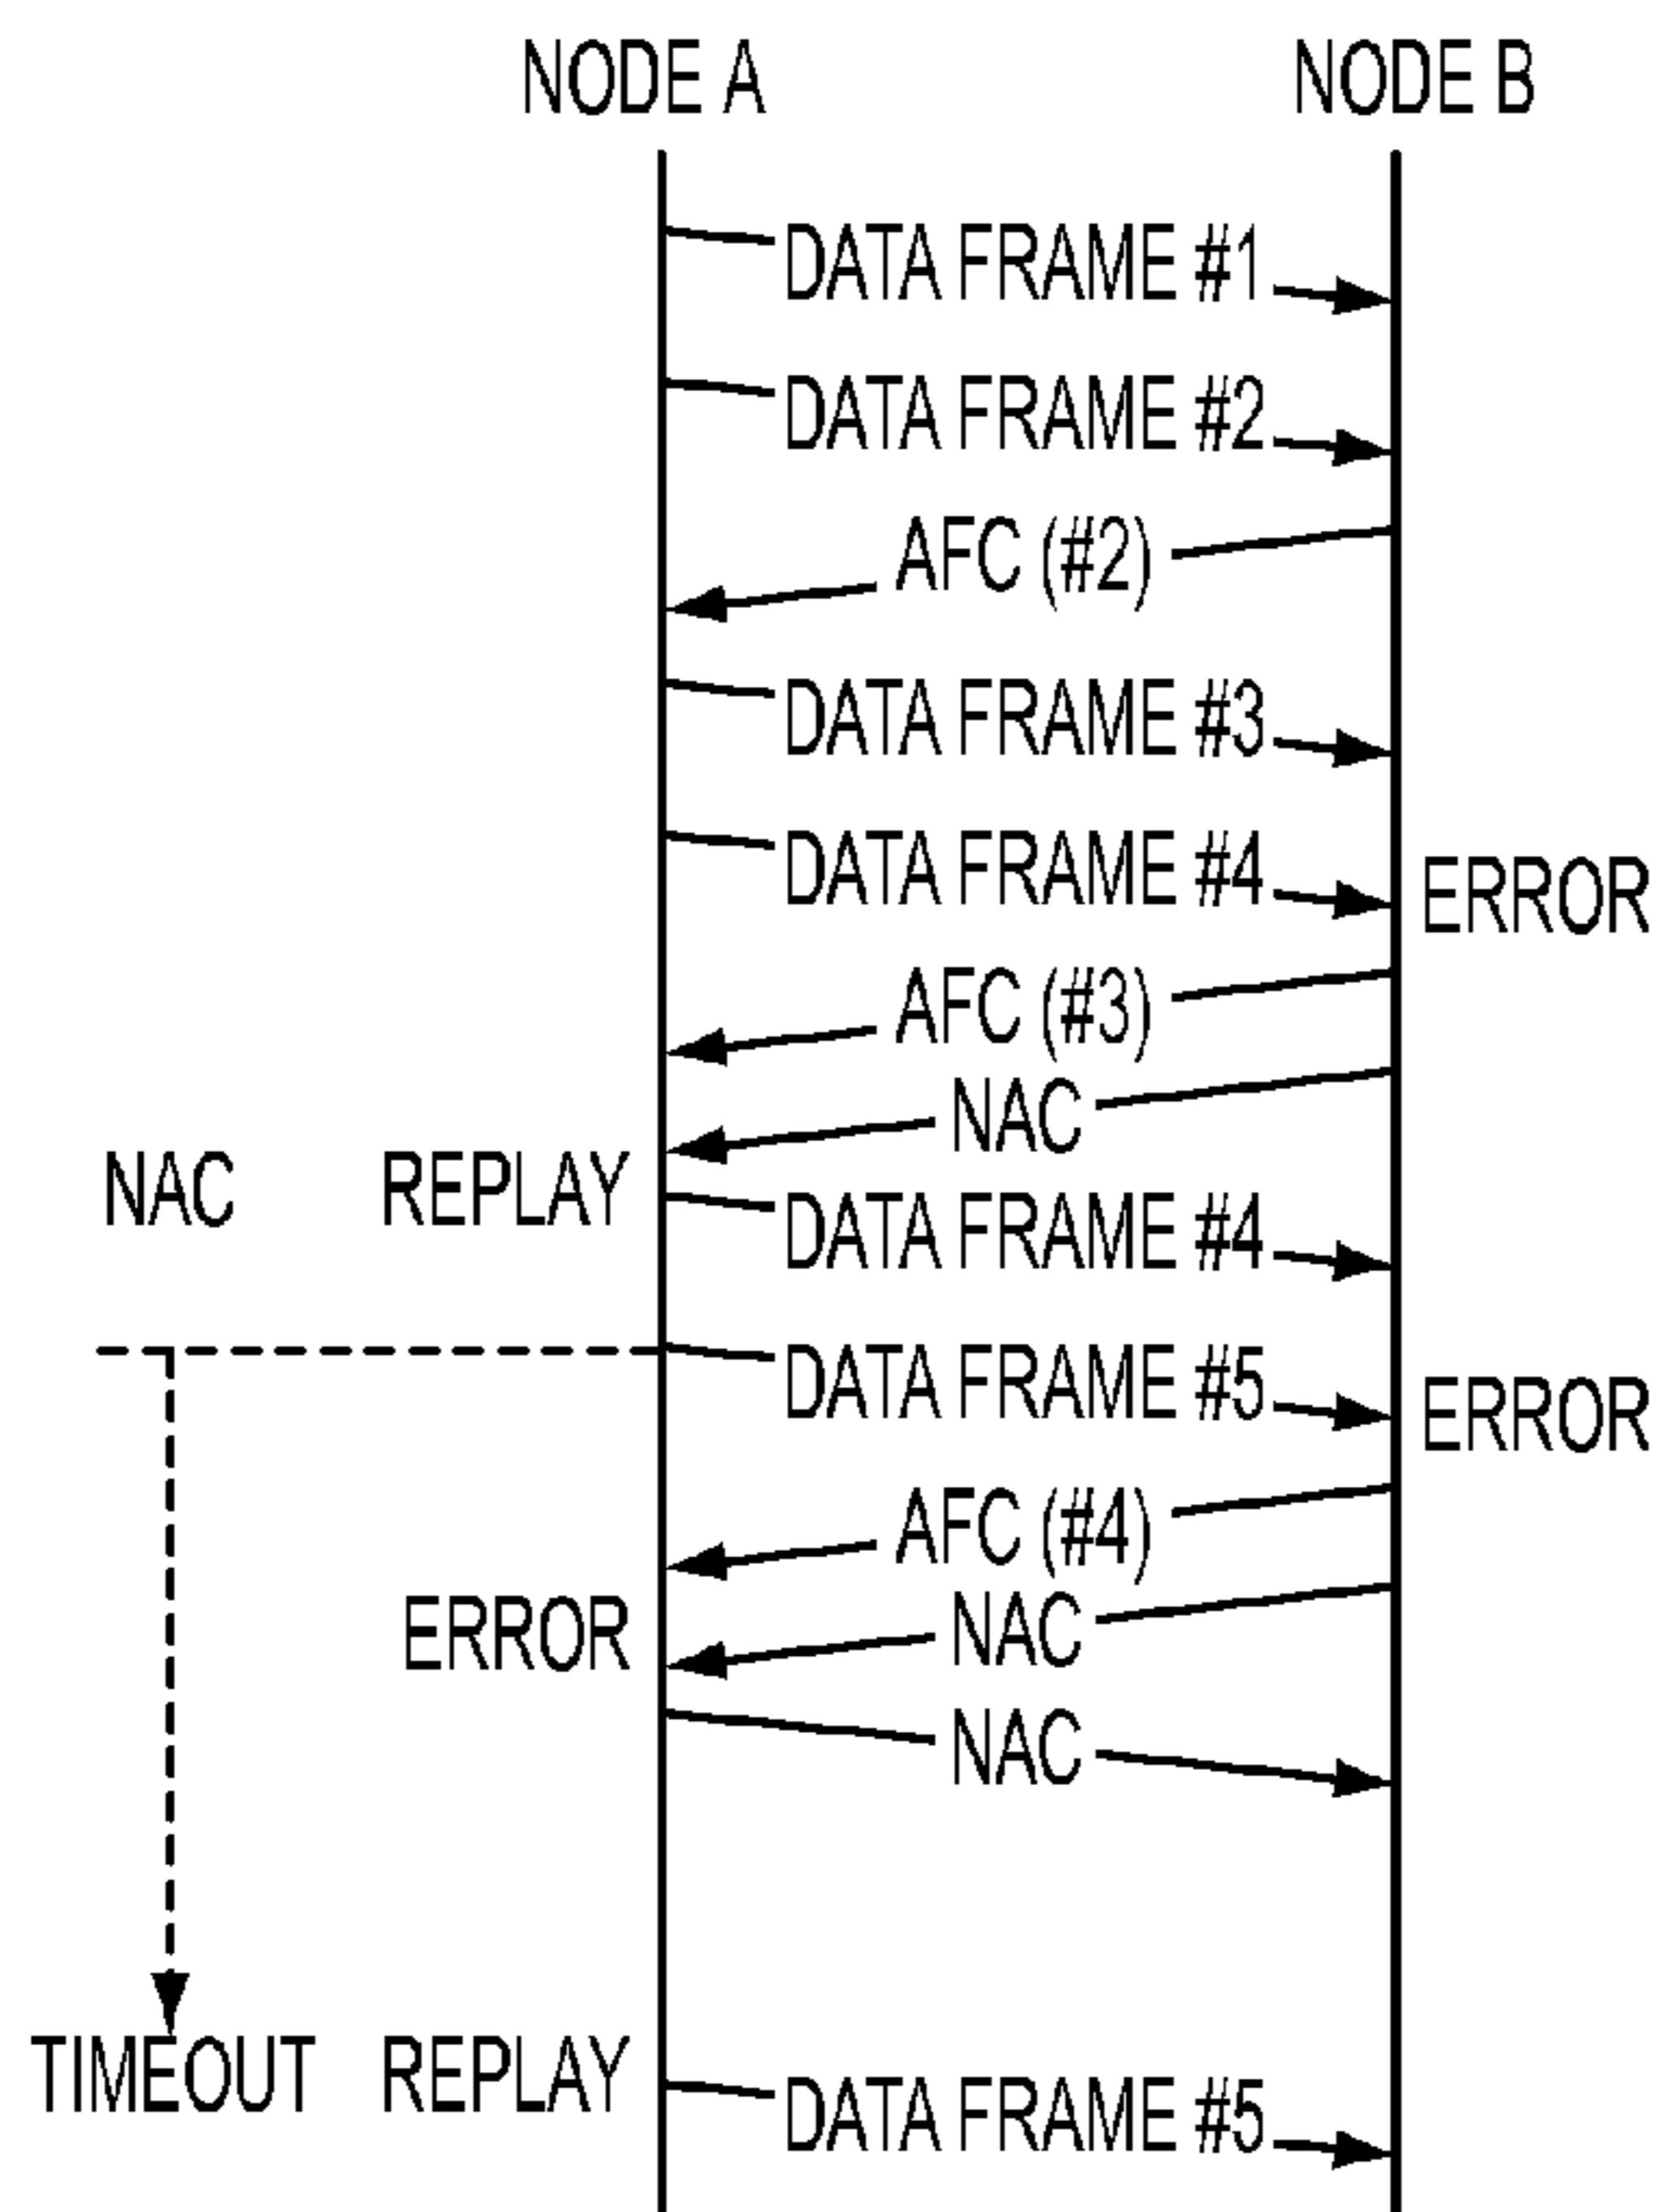 NODE A NODE B
DATA FRAME #1
DATA FRAME #2
AFC (#2)
DATA FRAME #3
DATA FRAME #4
ERROR
AFC (#3)
NAC
NAC REPLAY
DATA FRAME #4
DATA FRAME #5
ERROR
AFC (#4)
ERROR
NAC
NAC
TIMEOUT REPLAY
DATA FRAME #5